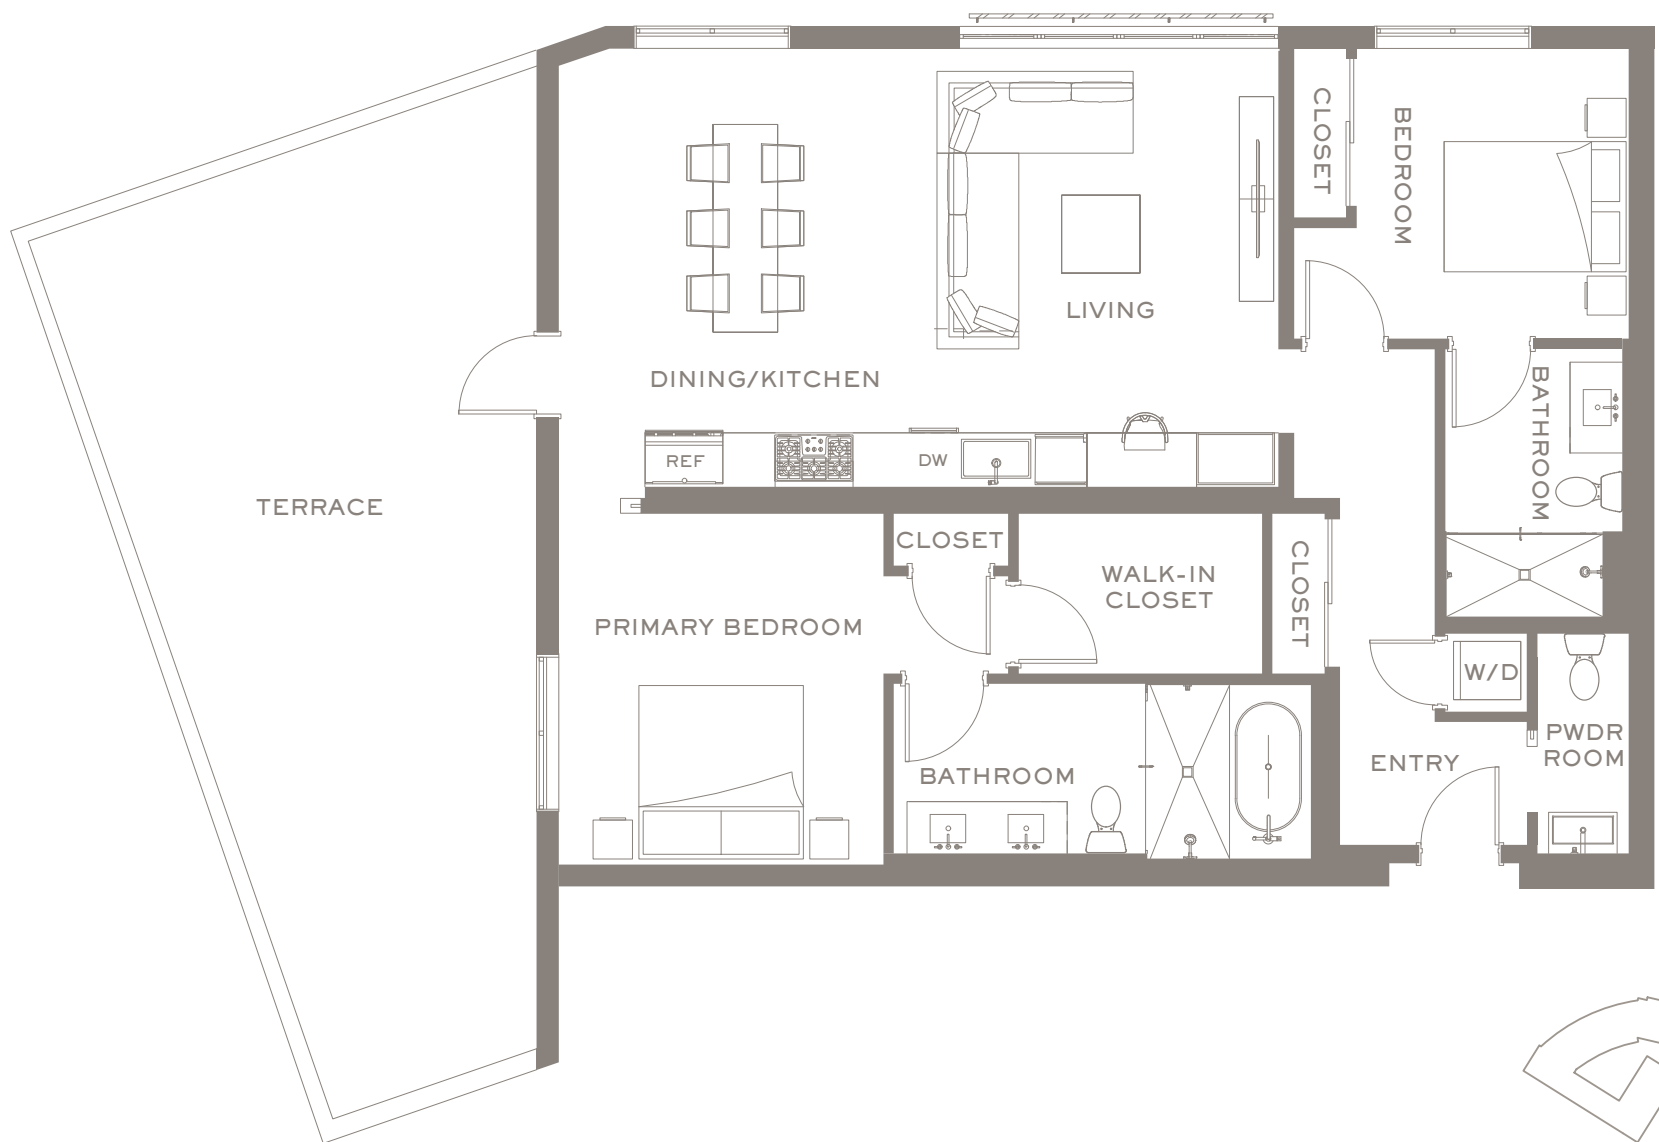 CLOSET
BEDROOM
LIVING
DINING/KITCHEN
BATHROOM
REF
DW
TERRACE
CLOSET
WALK-IN
CLOSET
CLOSET
PRIMARY BEDROOM
W/D
PWDR
ROOM
ENTRY
BATHROOM